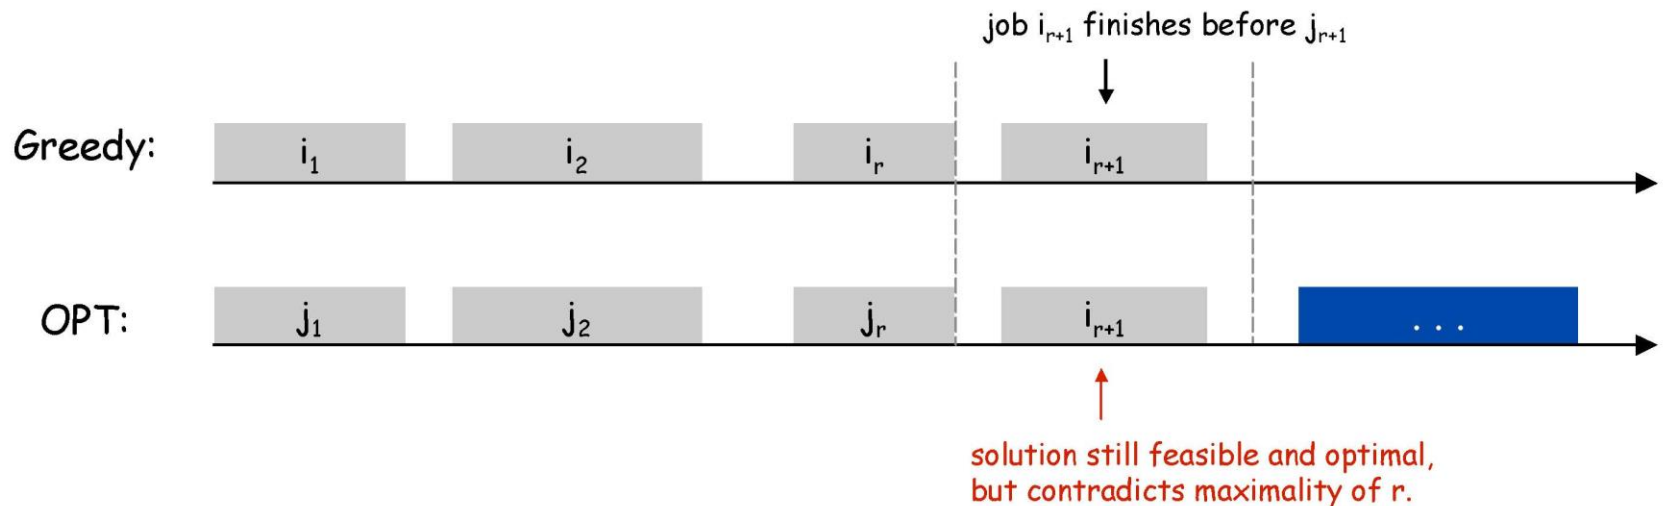 job i_{r+1} finishes before j_{r+1}
Greedy: i_1 i_2 i_r i_{r+1}
OPT: j_1 j_2 j_r i_{r+1} . . .
solution still feasible and optimal,
but contradicts maximality of r.